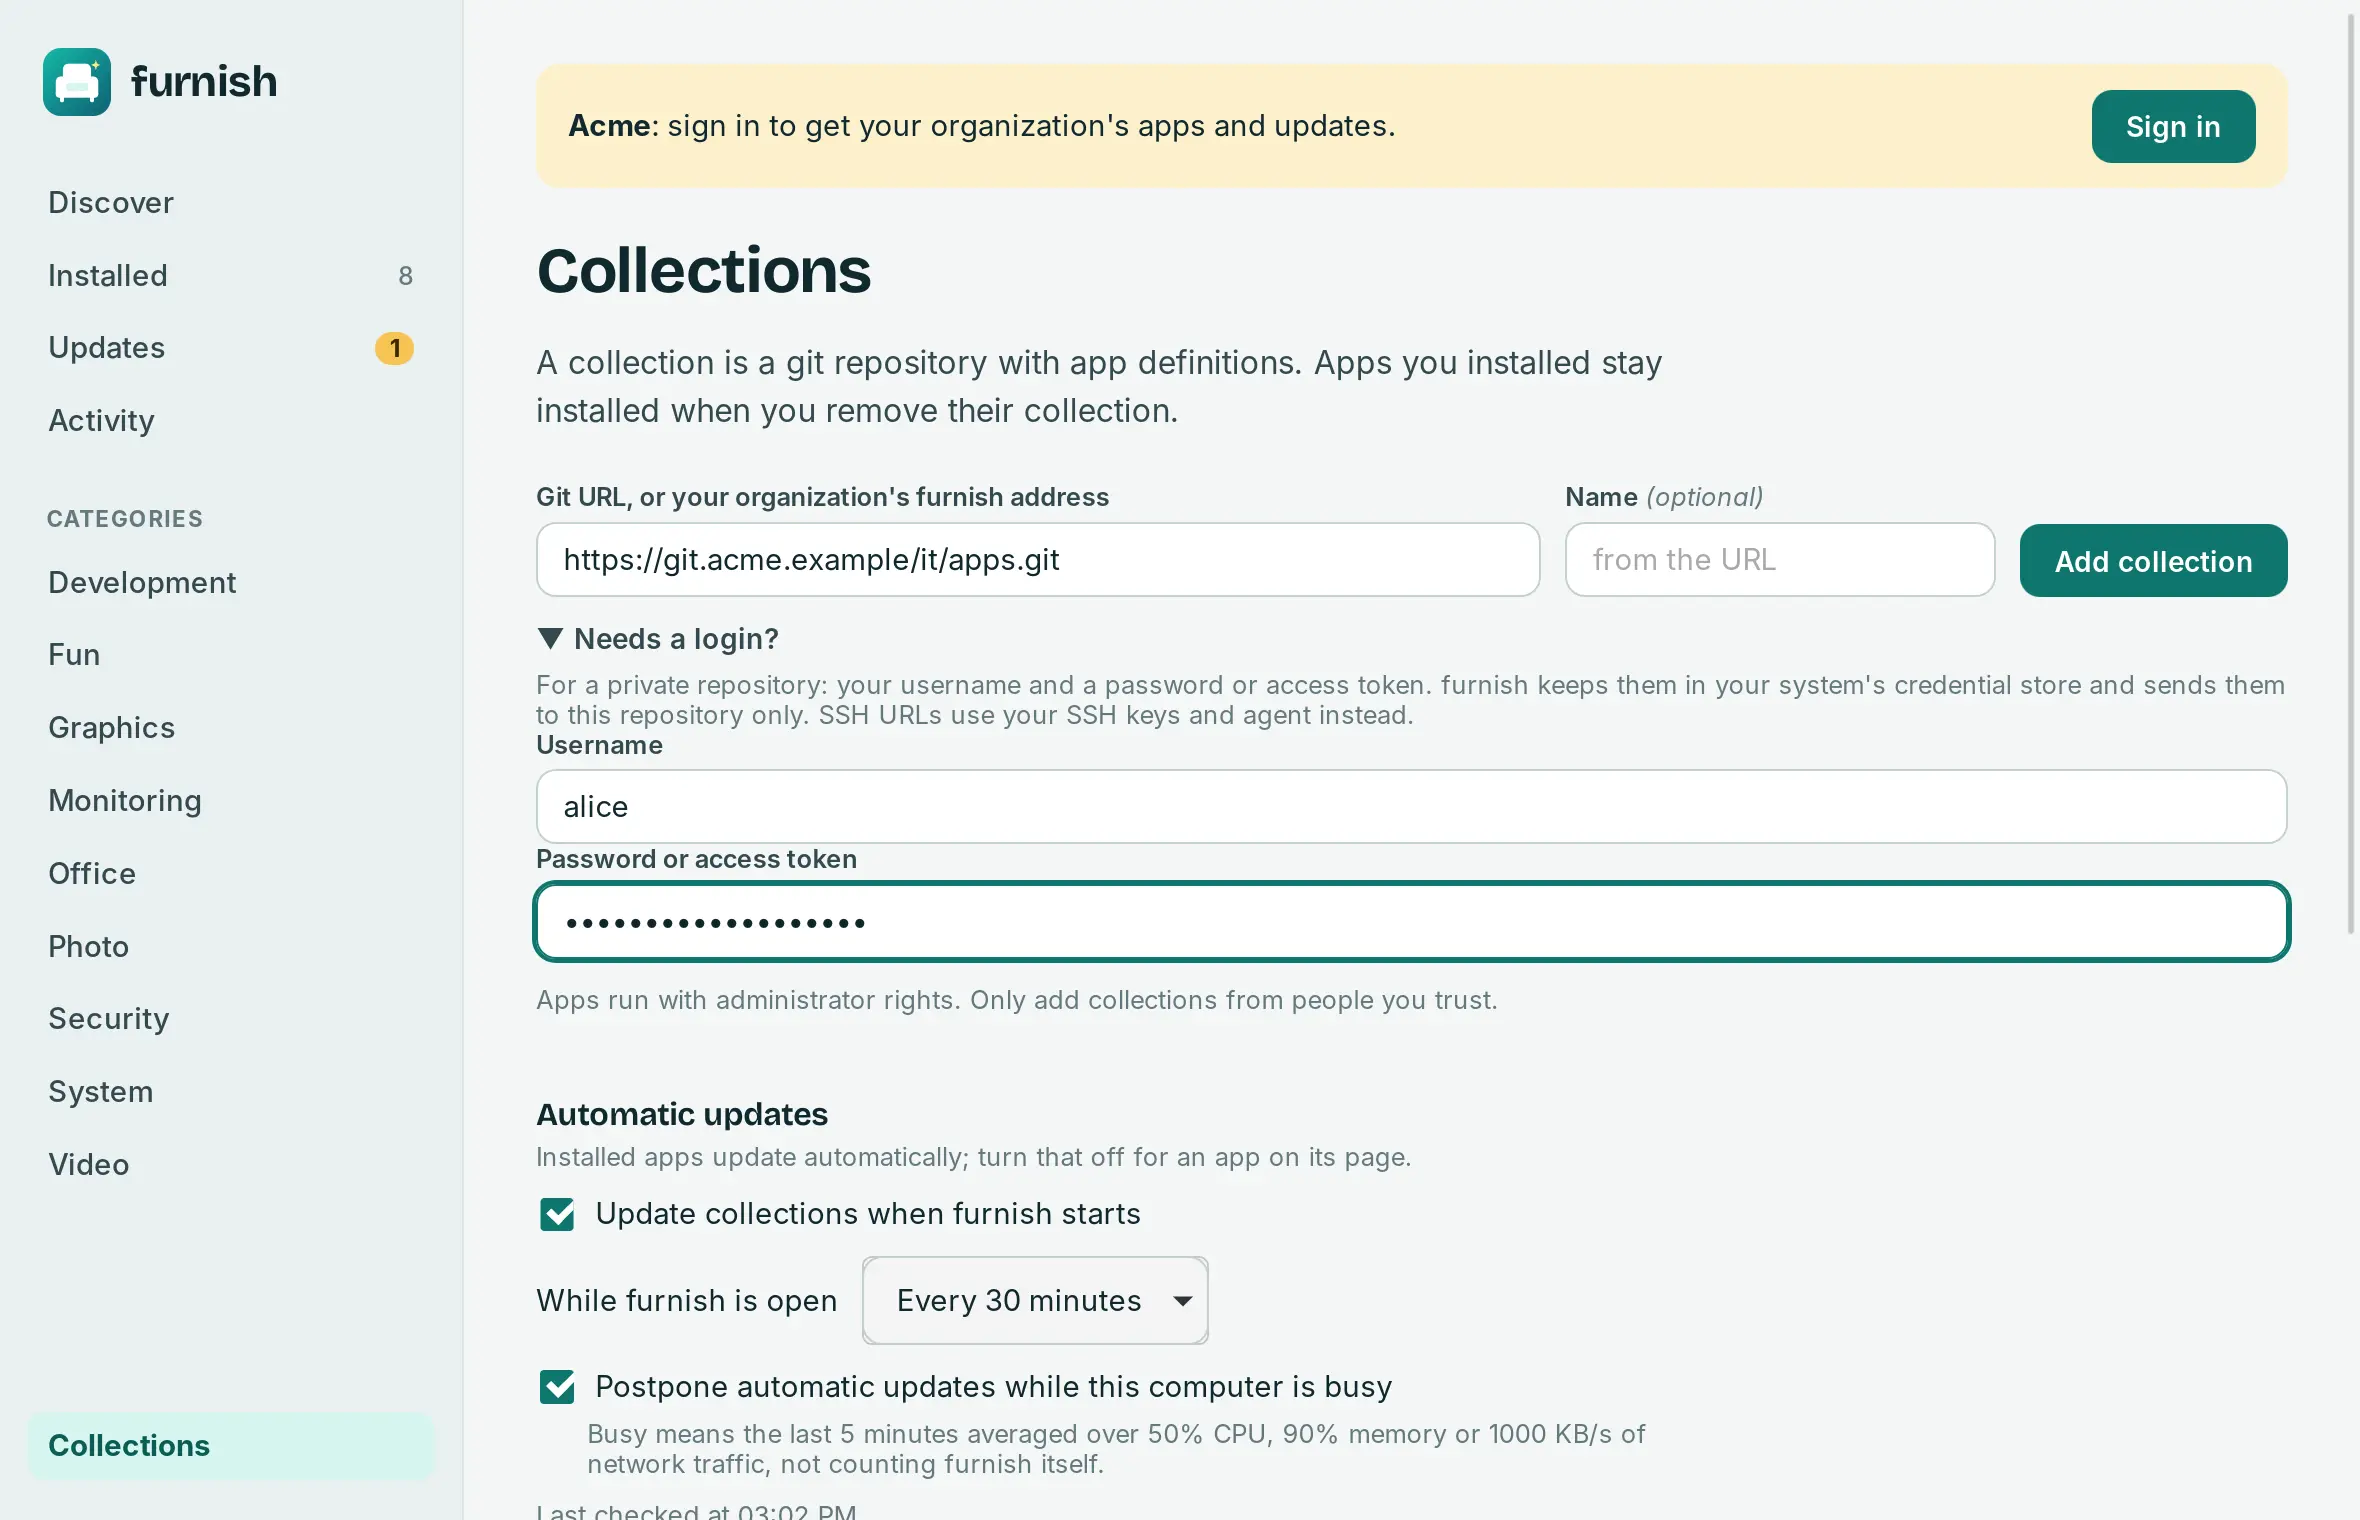 furnish
Discover
Installed 8
Updates 1
Activity
CATEGORIES
Development
Fun
Graphics
Monitoring
Office
Photo
Security
System
Video
Collections
Acme: sign in to get your organization's apps and updates.
Sign in
Collections
A collection is a git repository with app definitions. Apps you installed stay
installed when you remove their collection.
Git URL, or your organization's furnish address
https://git.acme.example/it/apps.git
Name (optional)
from the URL
Add collection
▼ Needs a login?
For a private repository: your username and a password or access token. furnish keeps them in your system's credential store and sends them
to this repository only. SSH URLs use your SSH keys and agent instead.
Username
alice
Password or access token
•••••••••••••••••••
Apps run with administrator rights. Only add collections from people you trust.
Automatic updates
Installed apps update automatically; turn that off for an app on its page.
Update collections when furnish starts
While furnish is open Every 30 minutes
Postpone automatic updates while this computer is busy
Busy means the last 5 minutes averaged over 50% CPU, 90% memory or 1000 KB/s of
network traffic, not counting furnish itself.
Last checked at 03:02 PM